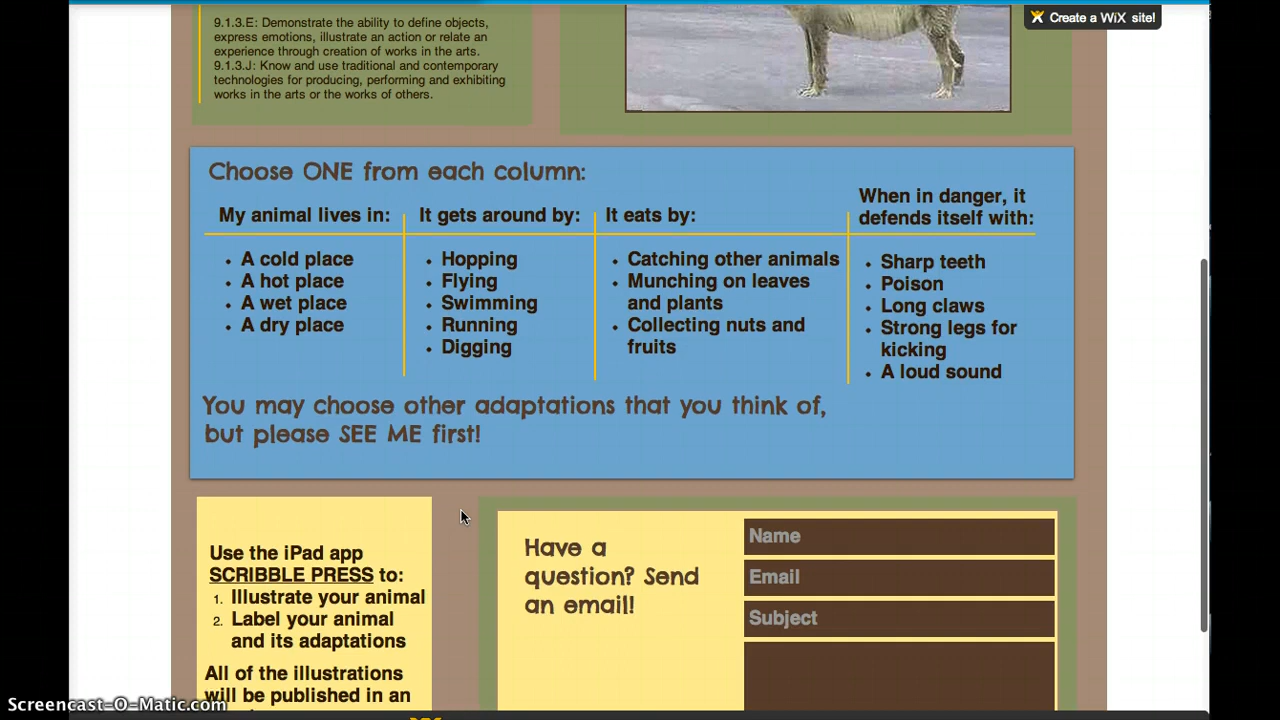 9.1.3.E: Demonstrate the ability to define objects,
express emotions, illustrate an action or relate an
experience through creation of works in the arts.
9.1.3.J: Know and use traditional and contemporary
technologies for producing, performing and exhibiting
works in the arts or the works of others.
Create a WiX site!
Choose ONE from each column:
My animal lives in:
A cold place
A hot place
A wet place
A dry place
It gets around by:
Hopping
Flying
Swimming
Running
Digging
It eats by:
Catching other animals
Munching on leaves
and plants
Collecting nuts and
fruits
When in danger, it
defends itself with:
Sharp teeth
Poison
Long claws
Strong legs for
kicking
A loud sound
You may choose other adaptations that you think of,
but please SEE ME first!
Use the iPad app
SCRIBBLE PRESS to:
1. Illustrate your animal
2. Label your animal
and its adaptations
All of the illustrations
will be published in an
Have a
question? Send
an email!
Name
Email
Subject
Screencast-O-Matic.com